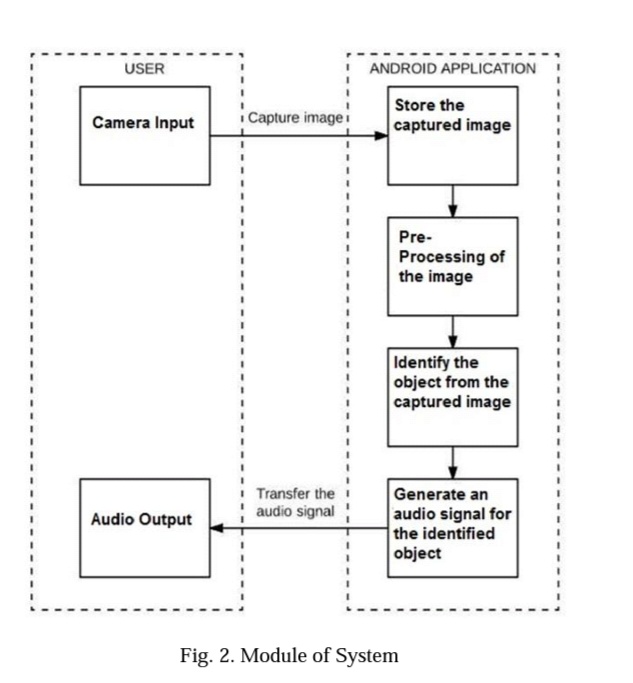 USER
ANDROID APPLICATION
Camera Input
Capture image
Store the
captured image
Pre-
Processing of
the image
Identify the
object from the
captured image
Generate an
audio signal for
the identified
object
Transfer the
audio signal
Audio Output
Fig. 2. Module of System